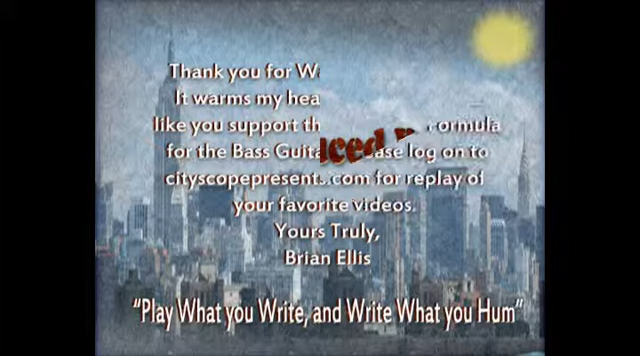 Thank you for W
It warms my hea
like you support th ormula
for the Bass Guita ase log on to
cityscopepresent .com for replay of
your favorite videos.
Yours Truly,
Brian Ellis
"Play What you Write, and Write What you Hum"